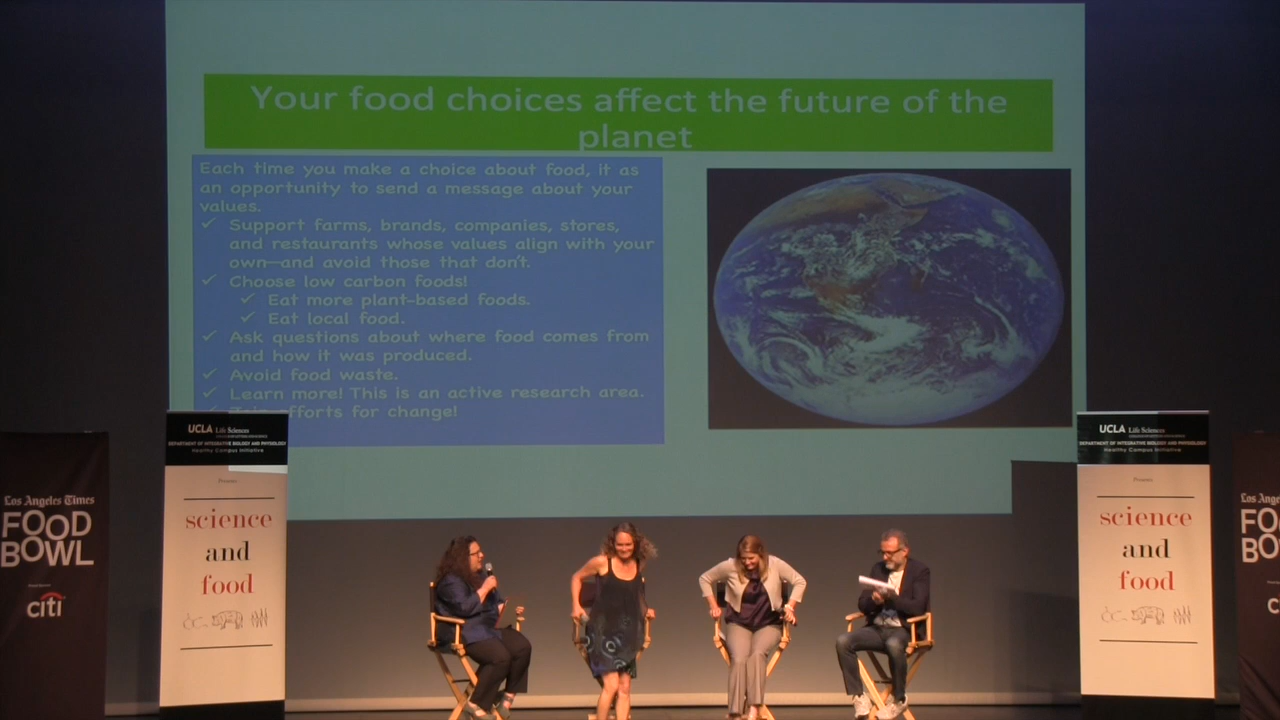 Your food choices affect the future of the
planet
Each time you make a choice about food, it as
an opportunity to send a message about your
values.
✓ Support farms, brands, companies, stores,
and restaurants whose values align with your
own—and avoid those that don't.
✓ Choose low carbon foods!
✓ Eat more plant-based foods.
✓ Eat local food.
✓ Ask questions about where food comes from
and how it was produced.
✓ Avoid food waste.
✓ Learn more! This is an active research area.
efforts for change!
Los Angeles Times
FOOD
BOWL
citi
UCLA Life Sciences
DEPARTMENT OF INTEGRATIVE BIOLOGY AND PHYSIOLOGY
Healthy Campus Initiative
Presents
science
and
food
UCLA Life Sciences
DEPARTMENT OF INTEGRATIVE BIOLOGY AND PHYSIOLOGY
Healthy Campus Initiative
Presents
science
and
food
Los Ang
FO
BO
c